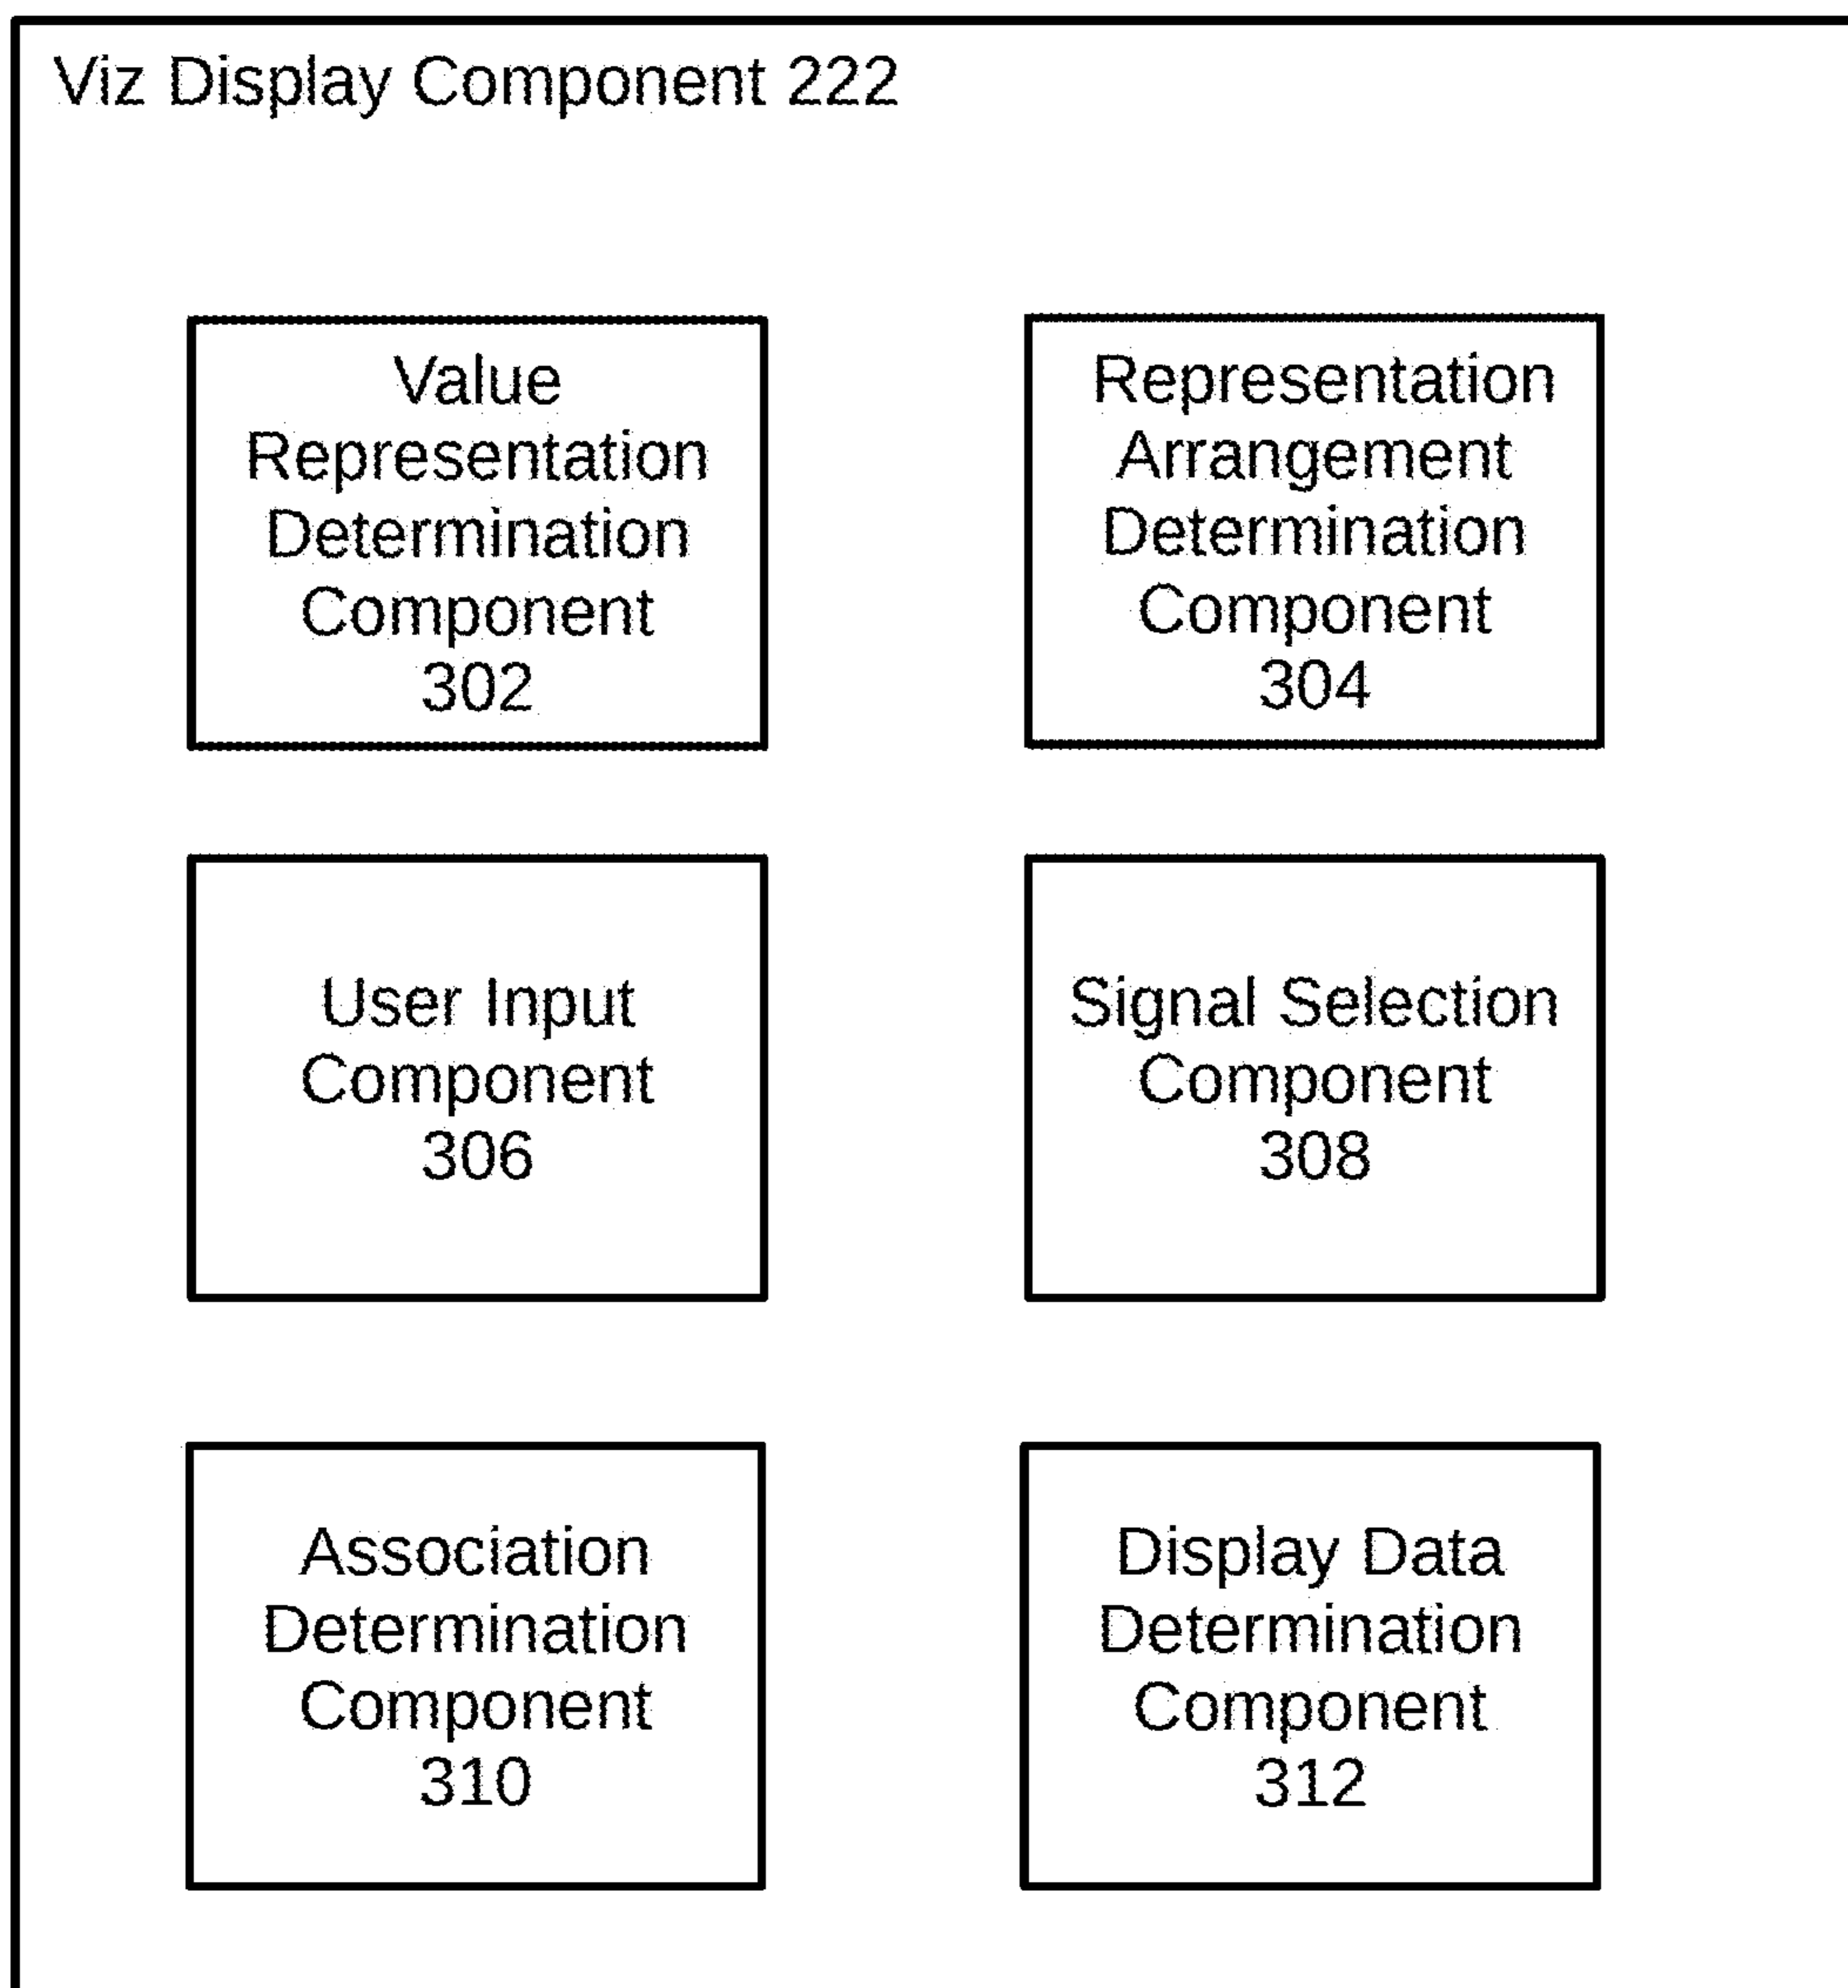 Viz Display Component 222
Value
Representation
Determination
Component
302
Representation
Arrangement
Determination
Component
304
User Input
Component
306
Signal Selection
Component
308
Association
Determination
Component
310
Display Data
Determination
Component
312